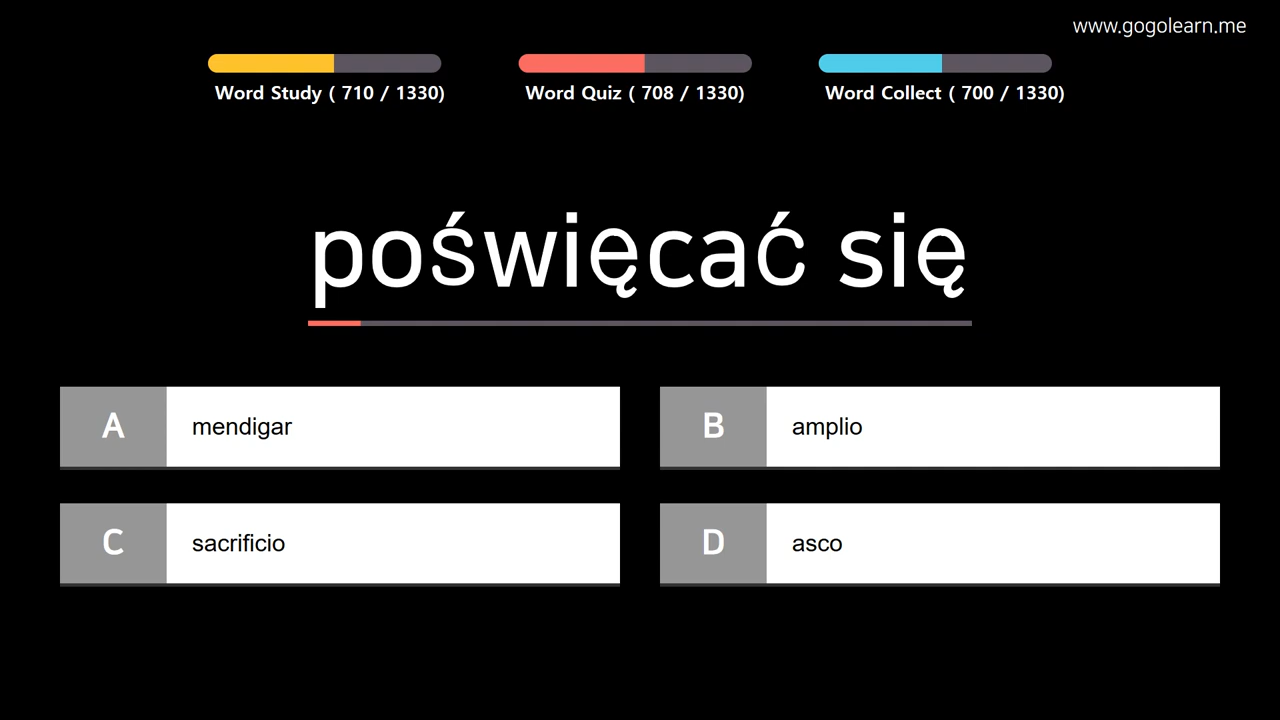 www.gogolearn.me
Word Study ( 710 / 1330)
Word Quiz ( 708 / 1330)
Word Collect ( 700 / 1330)
poświęcać się
A mendigar
B amplio
C sacrificio
D asco